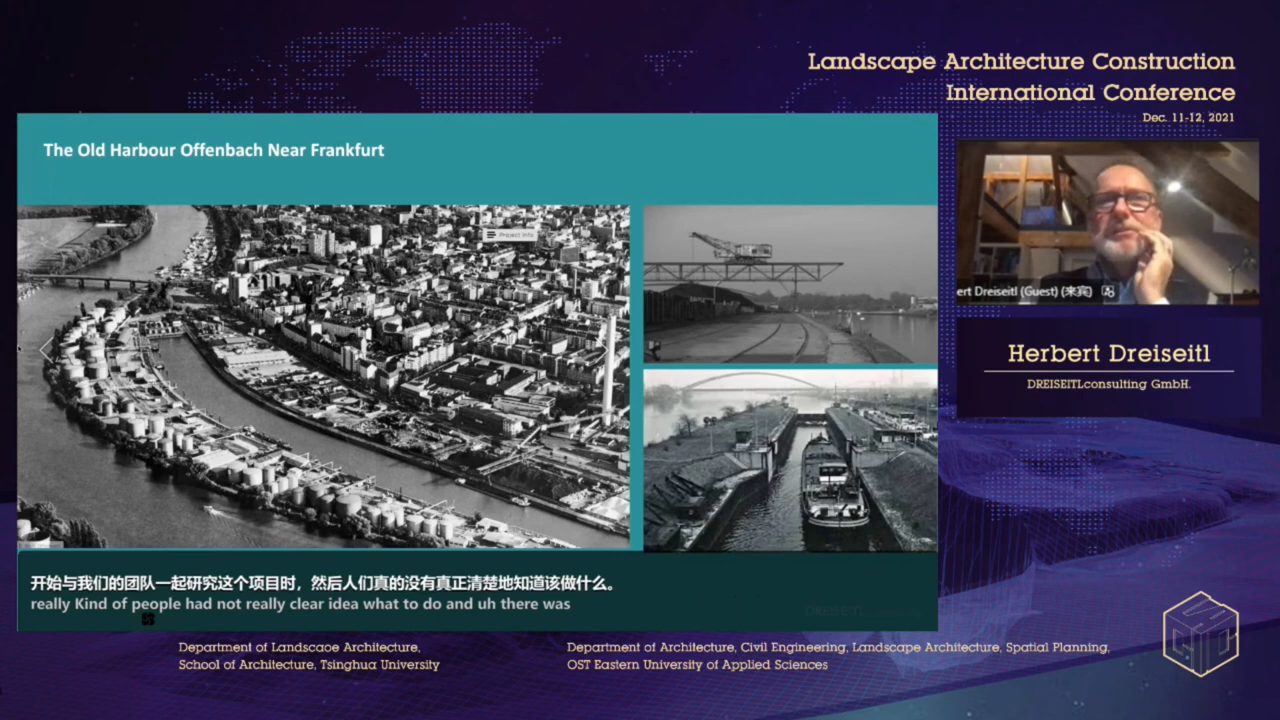 Landscape Architecture Construction
International Conference
Dec. 11-12, 2021
The Old Harbour Offenbach Near Frankfurt
Project Info
ert Dreiseitl (Guest) (来宾)
Herbert Dreiseitl
DREISEITLconsulting GmbH.
开始与我们的团队一起研究这个项目时，然后人们真的没有真正清楚地知道该做什么。
really Kind of people had not really clear idea what to do and uh there was
DREISEITL
Department of Landscaoe Architecture,
School of Architecture, Tsinghua University
Department of Architecture, Civil Engineering, Landscape Architecture, Spatial Planning,
OST Eastern University of Applied Sciences